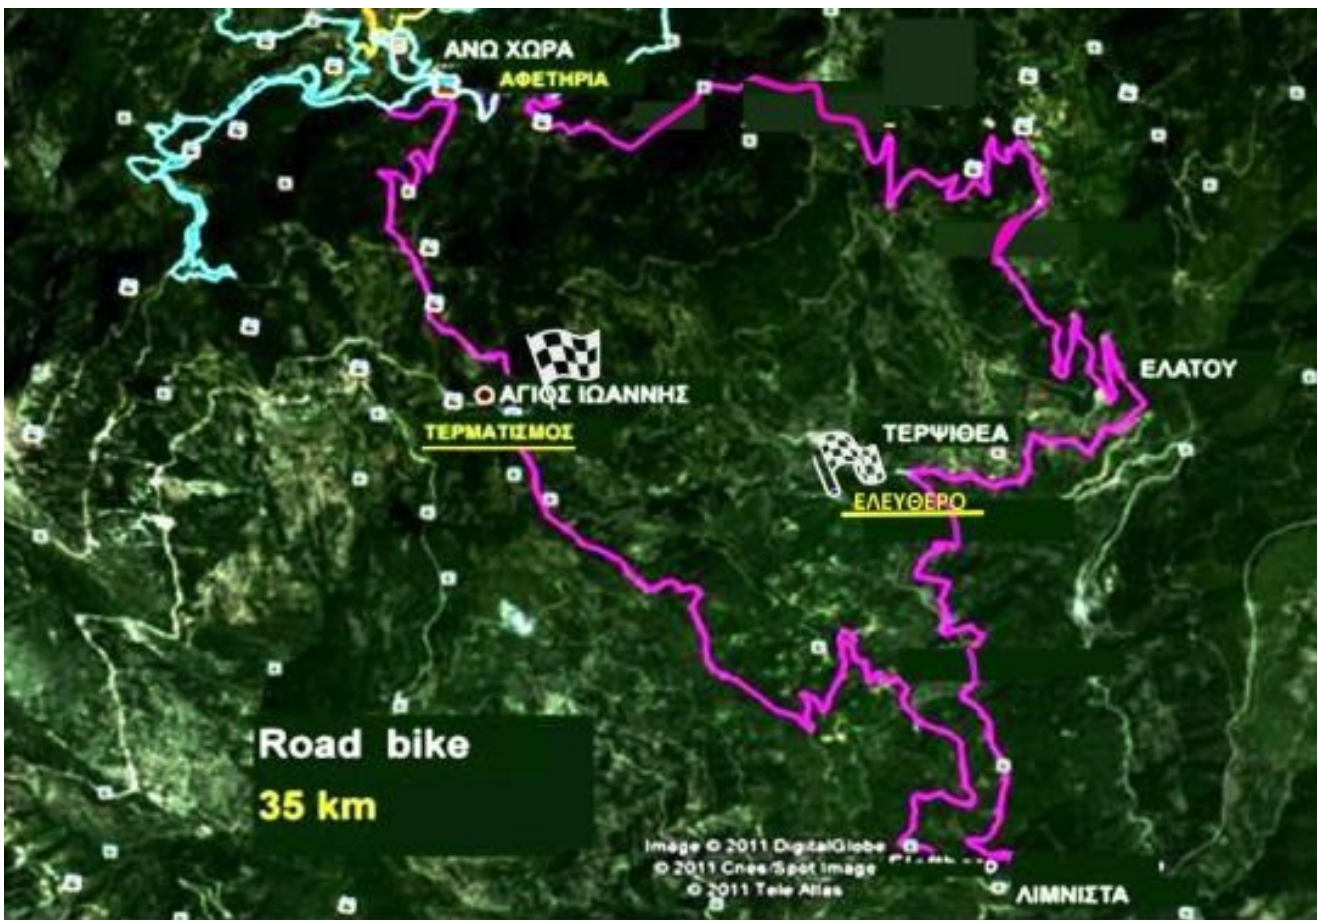 ΑΝΩ ΧΩΡΑ
ΑΦΕΤΗΡΙΑ
ΕΛΑΤΟΥ
ΑΓΙΟΣ ΙΩΑΝΝΗΣ
ΤΕΡΜΑΤΙΣΜΟΣ
ΤΕΡΨΙΘΕΑ
ΕΛΕΥΘΕΡΟ
Road bike
35 km
Image © 2011 DigitalGlobe
© 2011 Cnes/Spot Image
© 2011 Tele Atlas
ΛΙΜΝΙΣΤΑ